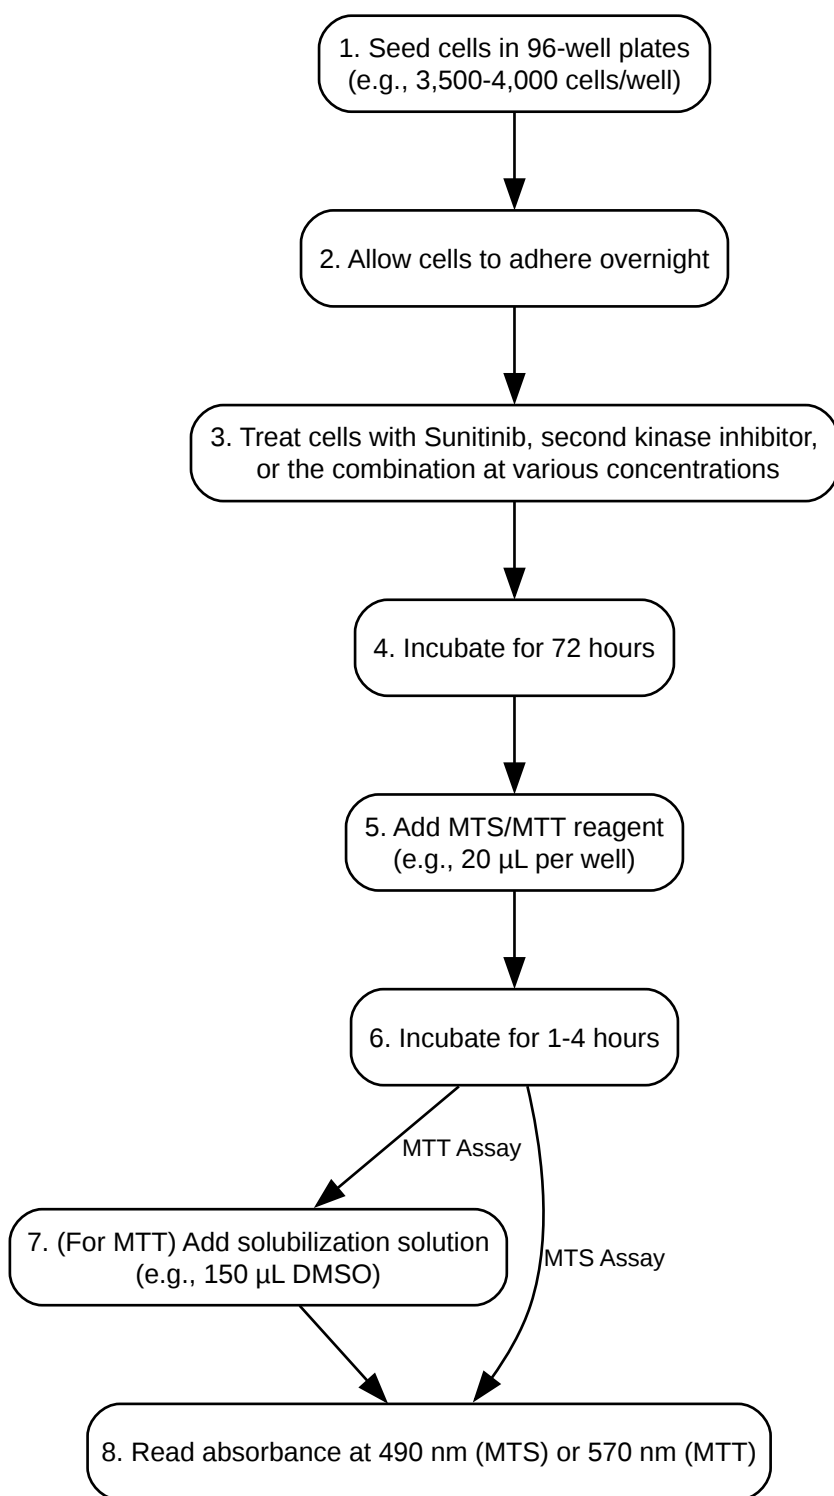 1. Seed cells in 96-well plates
(e.g., 3,500-4,000 cells/well)
2. Allow cells to adhere overnight
3. Treat cells with Sunitinib, second kinase inhibitor,
or the combination at various concentrations
4. Incubate for 72 hours
5. Add MTS/MTT reagent
(e.g., 20 µL per well)
6. Incubate for 1-4 hours
MTT Assay
7. (For MTT) Add solubilization solution
(e.g., 150 µL DMSO)
MTS Assay
8. Read absorbance at 490 nm (MTS) or 570 nm (MTT)